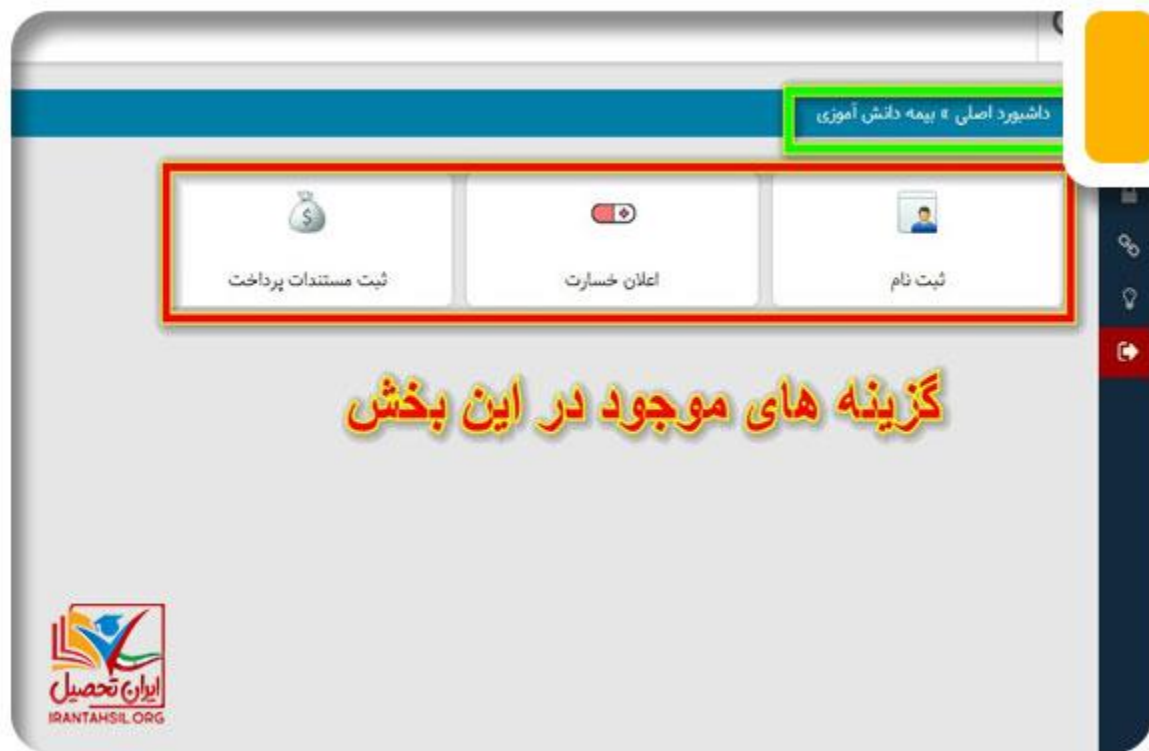 داشبورد اصلی » بیمه دانش آموزی
ثبت نام
اعلان خسارت
ثبت مستندات پرداخت
گزینه های موجود در این بخش
ایران تحصیل
IRANTAHSIL.ORG